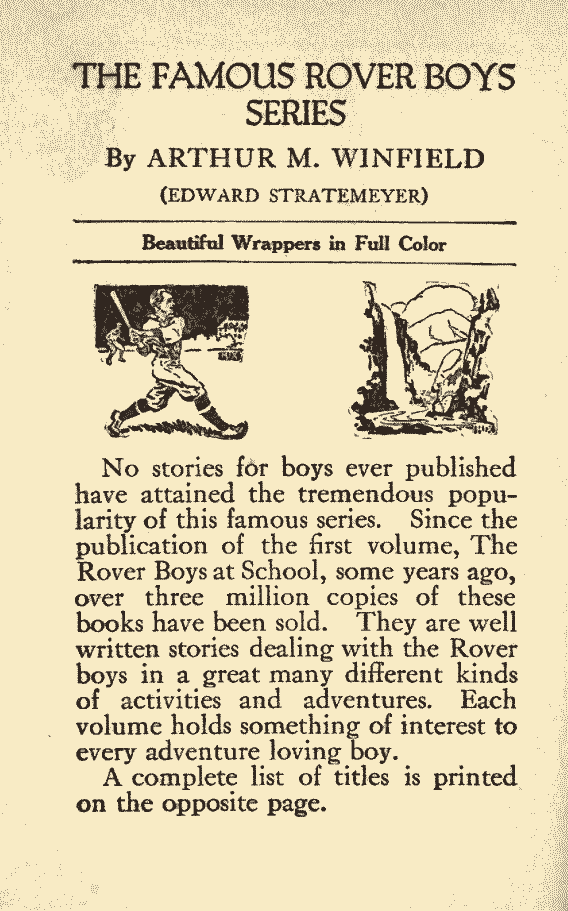 THE FAMOUS ROVER BOYS
SERIES
By ARTHUR M. WINFIELD
(EDWARD STRATEMEYER)
Beautiful Wrappers in Full Color
No stories for boys ever published
have attained the tremendous popu-
larity of this famous series. Since the
publication of the first volume, The
Rover Boys at School, some years ago,
over three million copies of these
books have been sold. They are well
written stories dealing with the Rover
boys in a great many different kinds
of activities and adventures. Each
volume holds something of interest to
every adventure loving boy.
A complete list of titles is printed
on the opposite page.